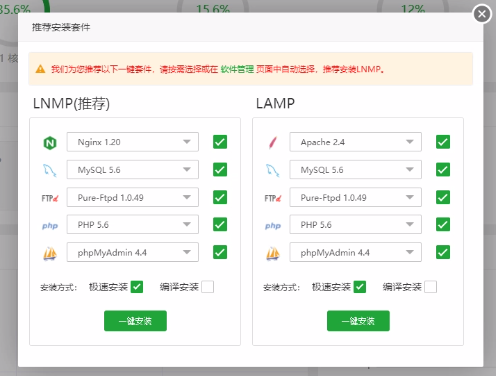 35.6%
15.6%
12%
推荐安装套件
1 核
我们为您推荐以下一键套件，请按需选择或在 软件管理 页面中自动选择，推荐安装LNMP。
LNMP(推荐)
Nginx 1.20
MySQL 5.6
FTP Pure-Ftpd 1.0.49
php PHP 5.6
phpMyAdmin 4.4
安装方式： 极速安装 编译安装
一键安装
LAMP
Apache 2.4
MySQL 5.6
FTP Pure-Ftpd 1.0.49
php PHP 5.6
phpMyAdmin 4.4
安装方式： 极速安装 编译安装
一键安装